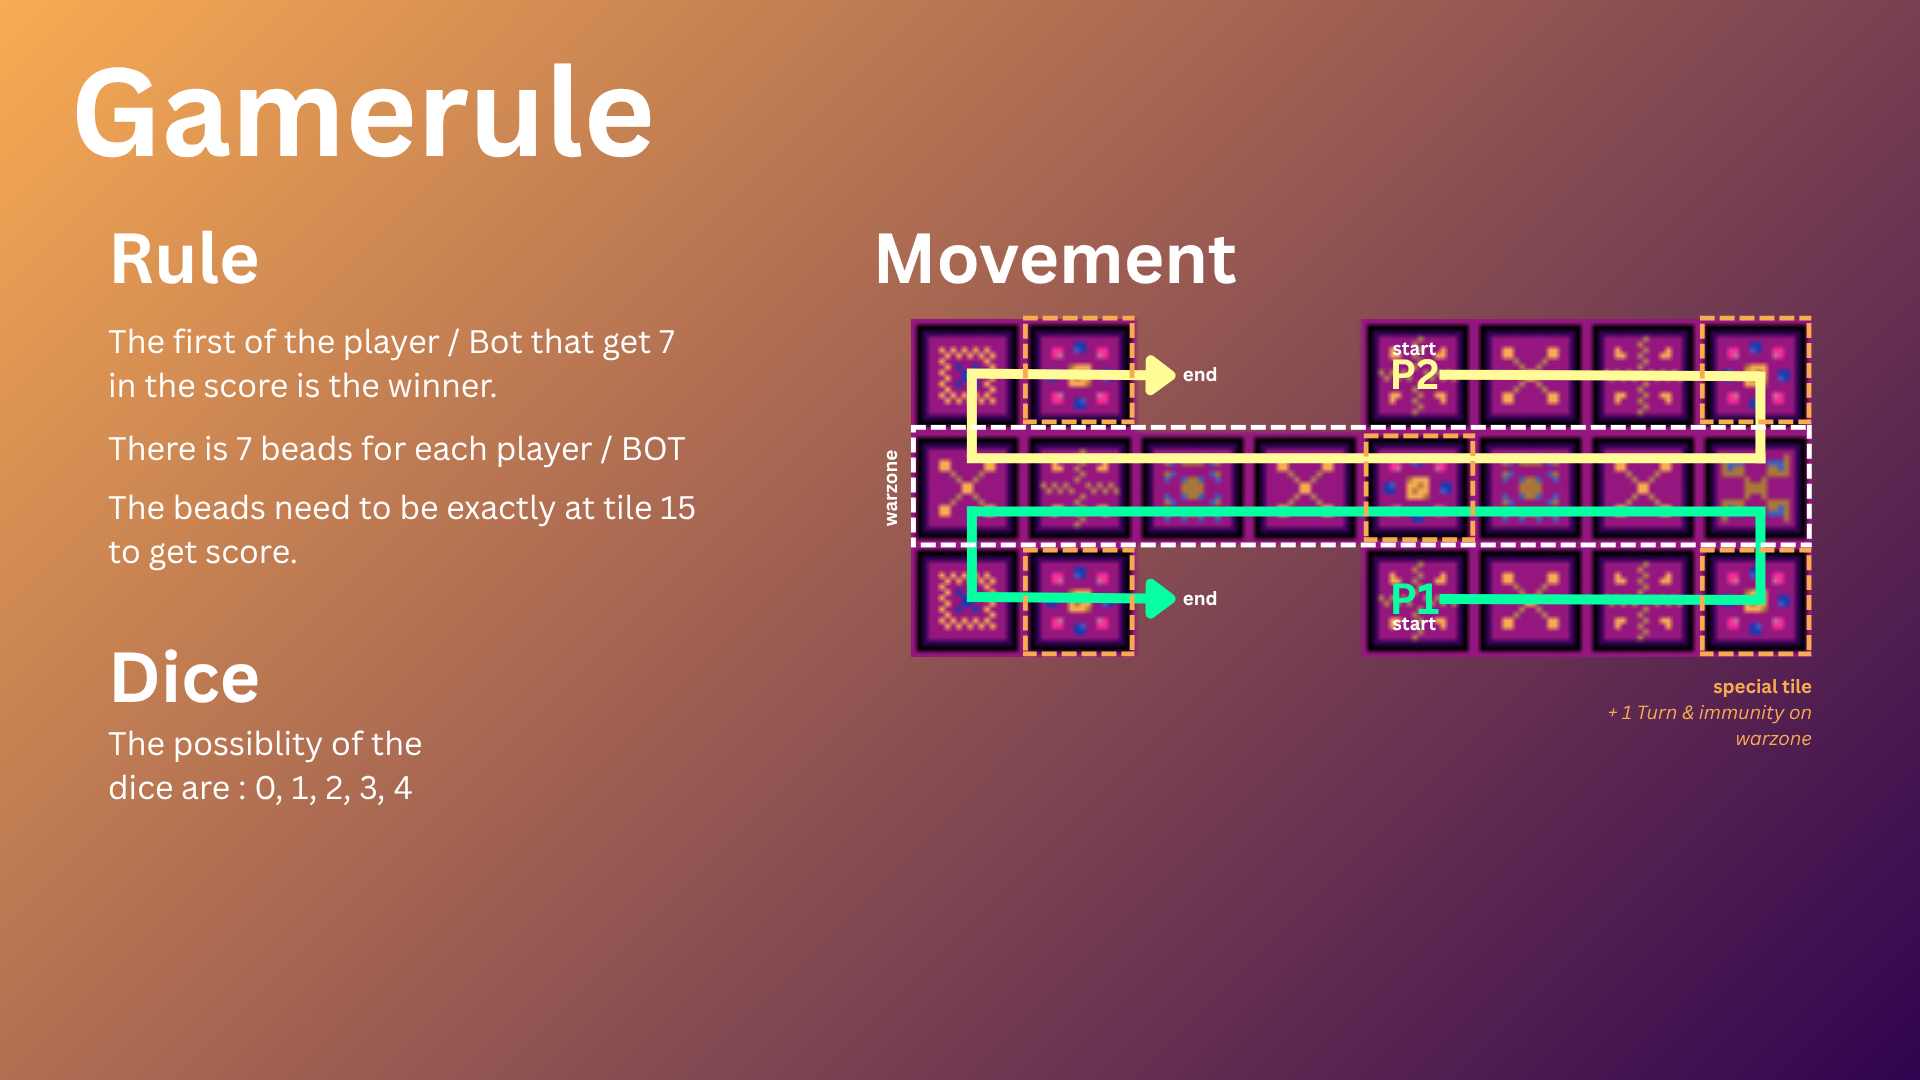 Gamerule
Rule
The first of the player / Bot that get 7
in the score is the winner.
There is 7 beads for each player / BOT
The beads need to be exactly at tile 15
to get score.
Dice
The possiblity of the
dice are : 0, 1, 2, 3, 4
Movement
start
P2
end
warzone
P1
start
end
special tile
+ 1 Turn & immunity on
warzone